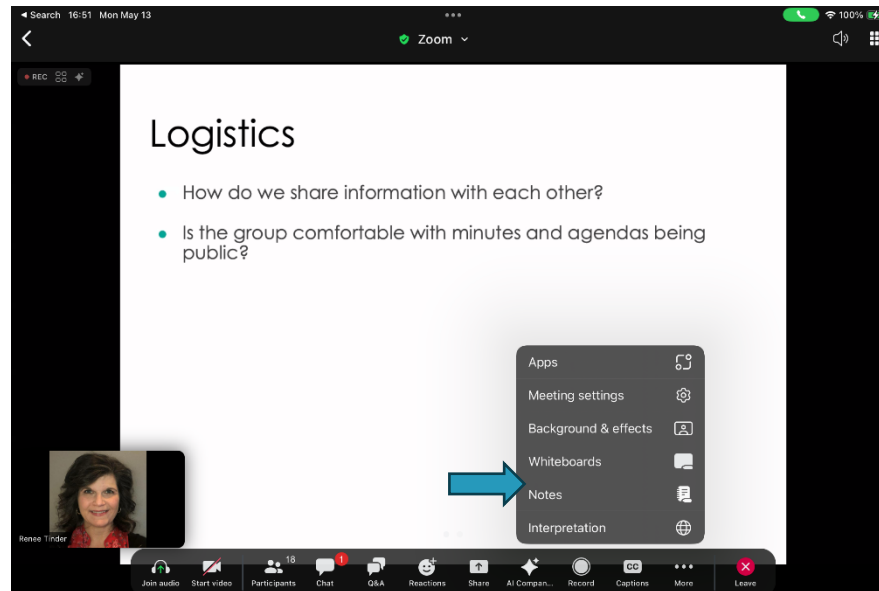 Search 16:51 Mon May 13
100%
Zoom
REC
Logistics
How do we share information with each other?
Is the group comfortable with minutes and agendas being
public?
Apps
Meeting settings
Background & effects
Whiteboards
Notes
Interpretation
Renee Tinder
18
1
CC
Join audio Start video Participants Chat Q&A Reactions Share AI Compan... Record Captions More Leave